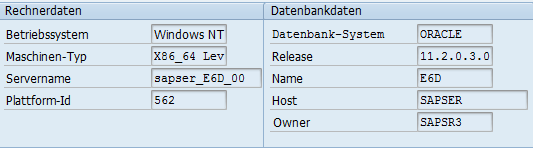 Rechnerdaten
Betriebssystem Windows NT
Maschinen-Typ X86_64 Lev
Servername sapser_E6D_00
Plattform-Id 562
Datenbankdaten
Datenbank-System ORACLE
Release 11.2.0.3.0
Name E6D
Host SAPSER
Owner SAPSR3